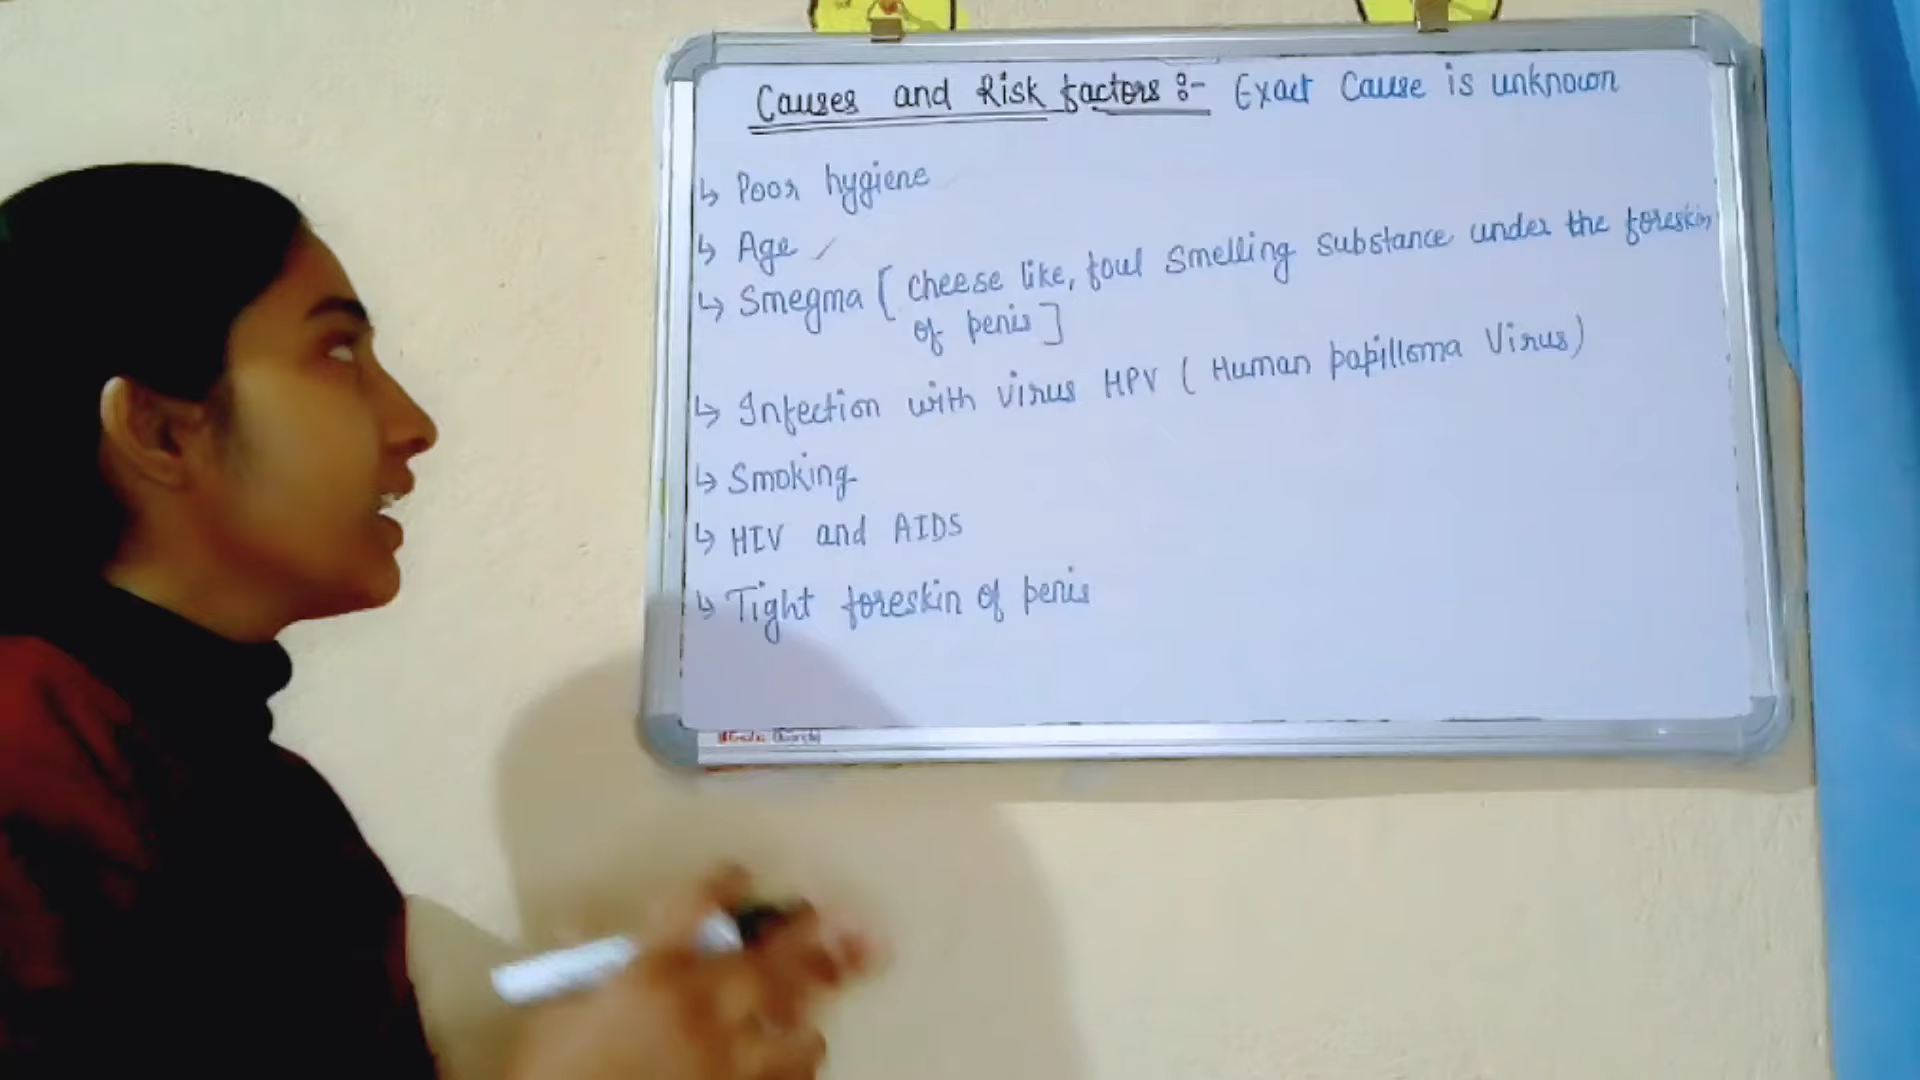 Causes and Risk factors :- Exact Cause is unknown
↳ Poor hygiene
↳ Age
↳ Smegma [ cheese like, foul smelling substance under the foreskin
of penis ]
↳ Infection with virus HPV ( Human papilloma Virus)
↳ Smoking
↳ HIV and AIDS
↳ Tight foreskin of penis